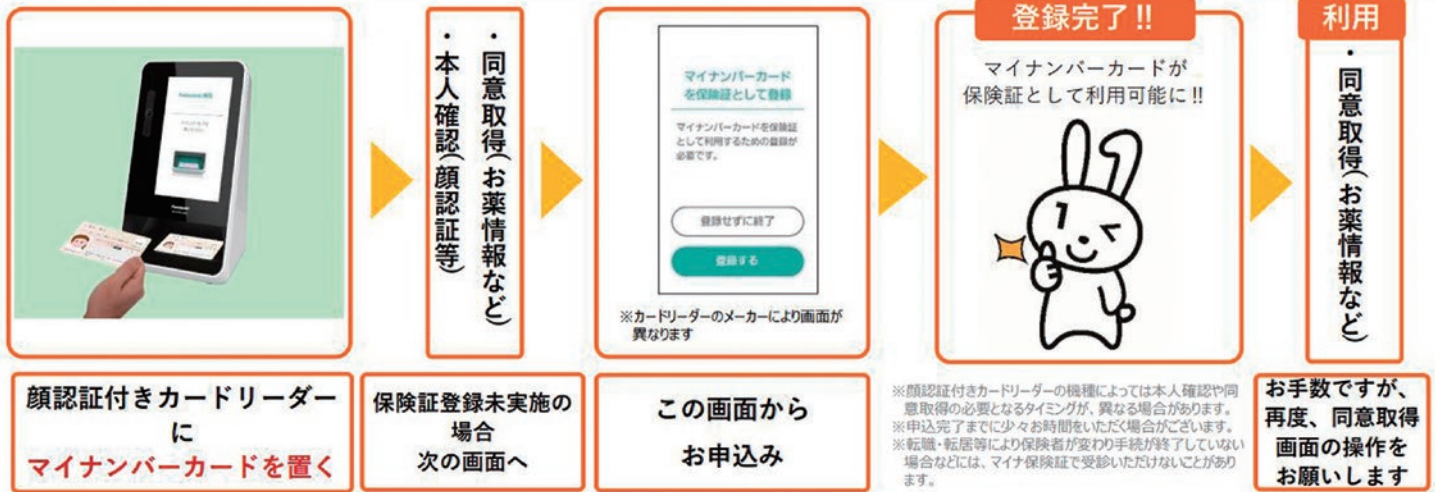 ・同意取得(お薬情報など)
・本人確認(顔認証等)
マイナンバーカード
を保険証として登録
マイナンバーカードを保険証
として利用するための登録が
必要です。
登録せずに終了
登録する
※カードリーダーのメーカーにより画面が
異なります
登録完了!!
マイナンバーカードが
保険証として利用可能に!!
利用
・同意取得(お薬情報など)
顔認証付きカードリーダー
に
マイナンバーカードを置く
保険証登録未実施の
場合
次の画面へ
この画面から
お申込み
※顔認証付きカードリーダーの機種によっては本人確認や同
意取得の必要となるタイミングが、異なる場合があります。
※申込完了までに少々お時間をいただく場合がございます。
※転職・転居等により保険者が変わり手続が終了していない
場合などには、マイナ保険証で受診いただけないことがあり
ます。
お手数ですが、
再度、同意取得
画面の操作を
お願いします